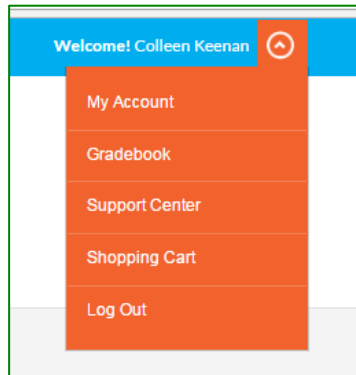 Welcome! Colleen Keenan
My Account
Gradebook
Support Center
Shopping Cart
Log Out